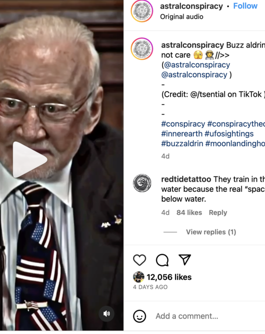 astralconspiracy • Follow
Original audio
astralconspiracy Buzz aldrin
not care 🫣👨‍🚀//>>
(@astralconspiracy
@astralconspiracy )
-
(Credit: @/tsential on TikTok )
-
-
#conspiracy #conspiracytheo
#innerearth #ufosightings
#buzzaldrin #moonlandingho
4d
redtidetattoo They train in th
water because the real “spac
below water.
4d 84 likes Reply
View replies (1)
12,056 likes
4 DAYS AGO
Add a comment...